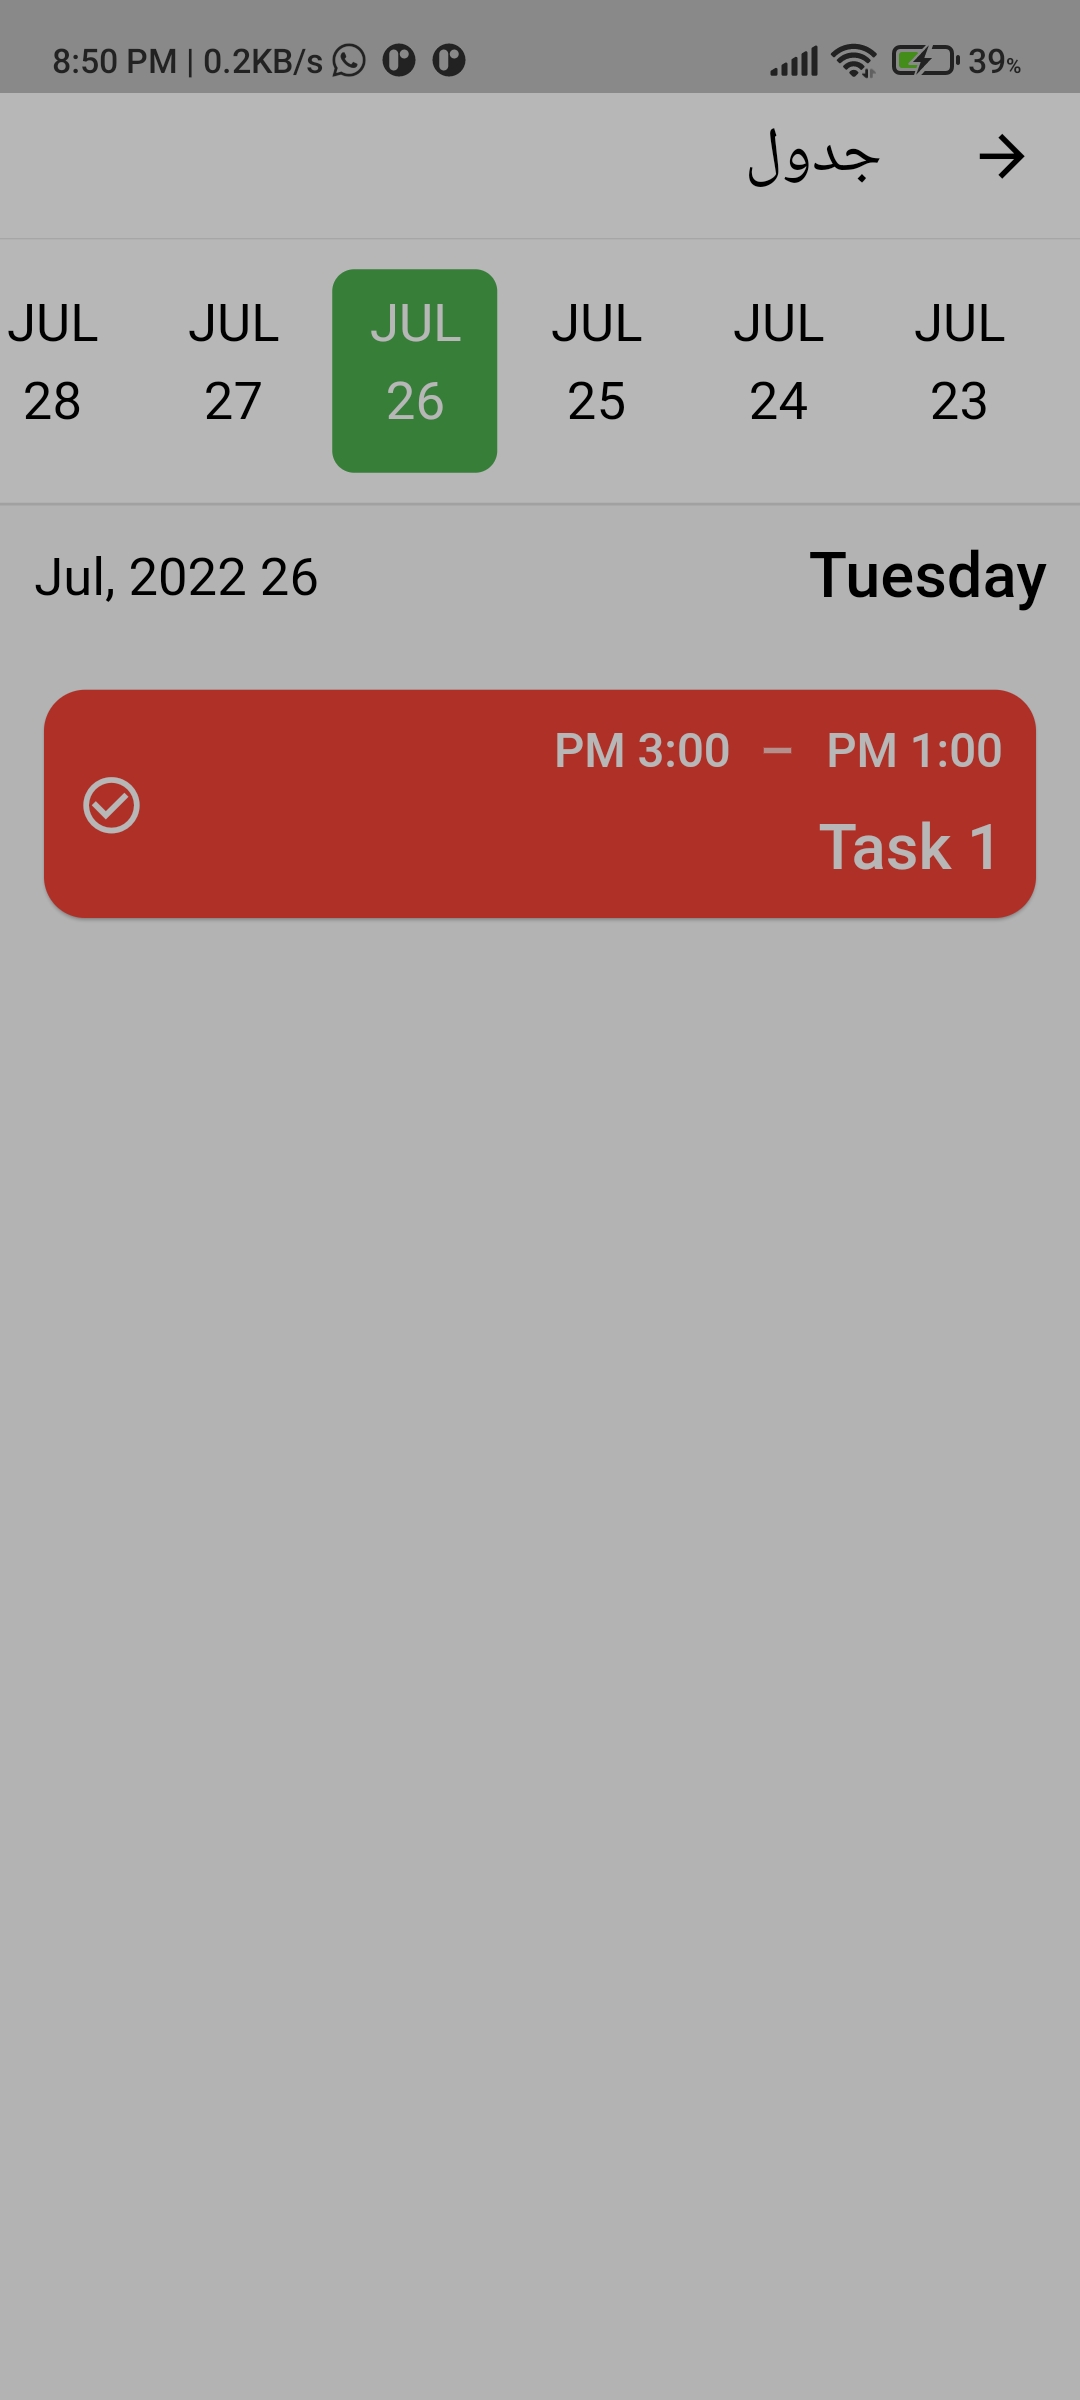 8:50 PM | 0.2KB/s 39%
جدول
JUL JUL JUL JUL JUL JUL
28 27 26 25 24 23
Jul, 2022 26 Tuesday
PM 3:00 – PM 1:00
Task 1